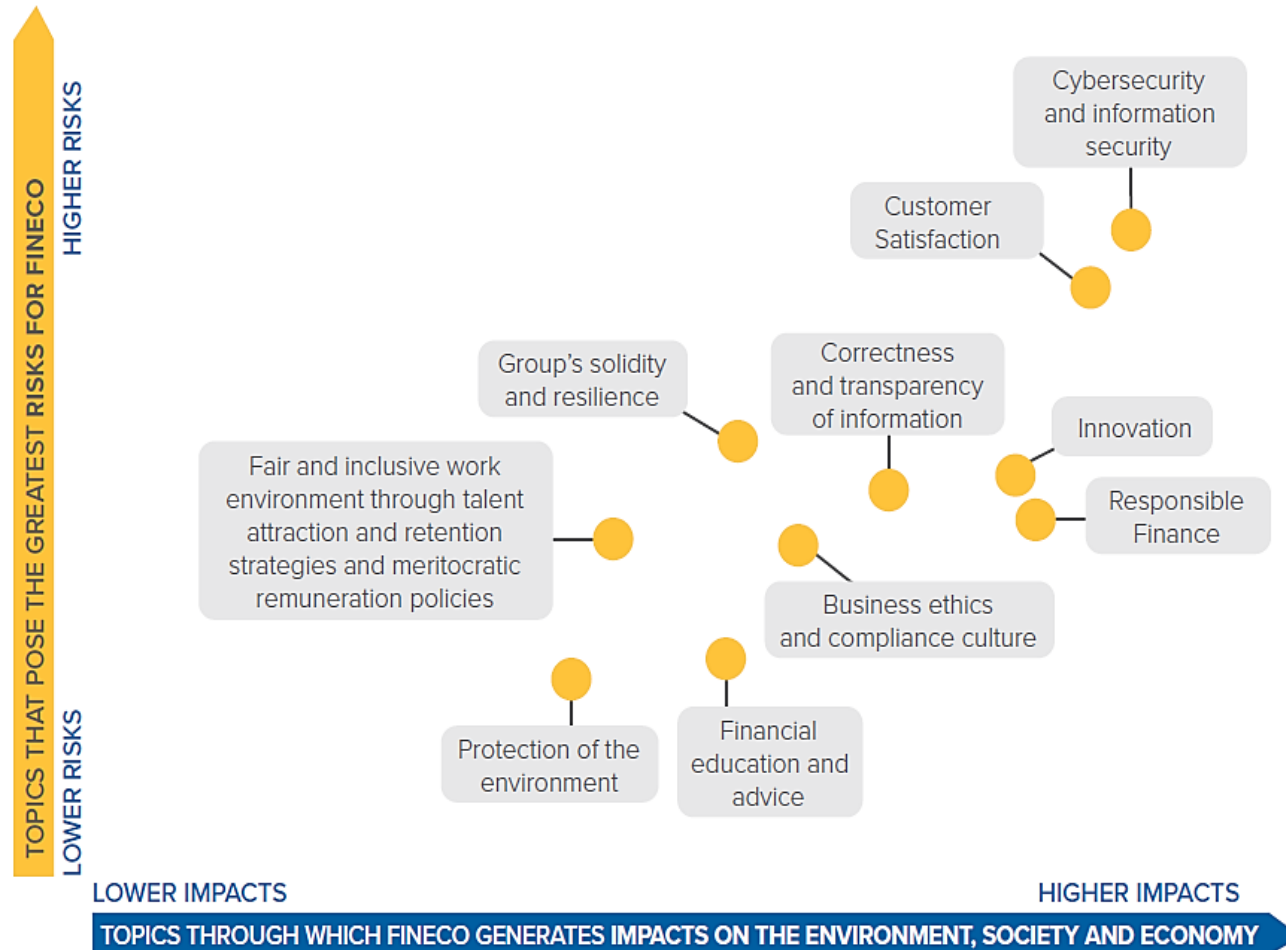 TOPICS THAT POSE THE GREATEST RISKS FOR FINECO
HIGHER RISKS
LOWER RISKS
Cybersecurity
and information
security
Customer
Satisfaction
Group's solidity
and resilience
Correctness
and transparency
of information
Innovation
Fair and inclusive work
environment through talent
attraction and retention
strategies and meritocratic
remuneration policies
Responsible
Finance
Business ethics
and compliance culture
Protection of the
environment
Financial
education and
advice
LOWER IMPACTS
HIGHER IMPACTS
TOPICS THROUGH WHICH FINECO GENERATES IMPACTS ON THE ENVIRONMENT, SOCIETY AND ECONOMY